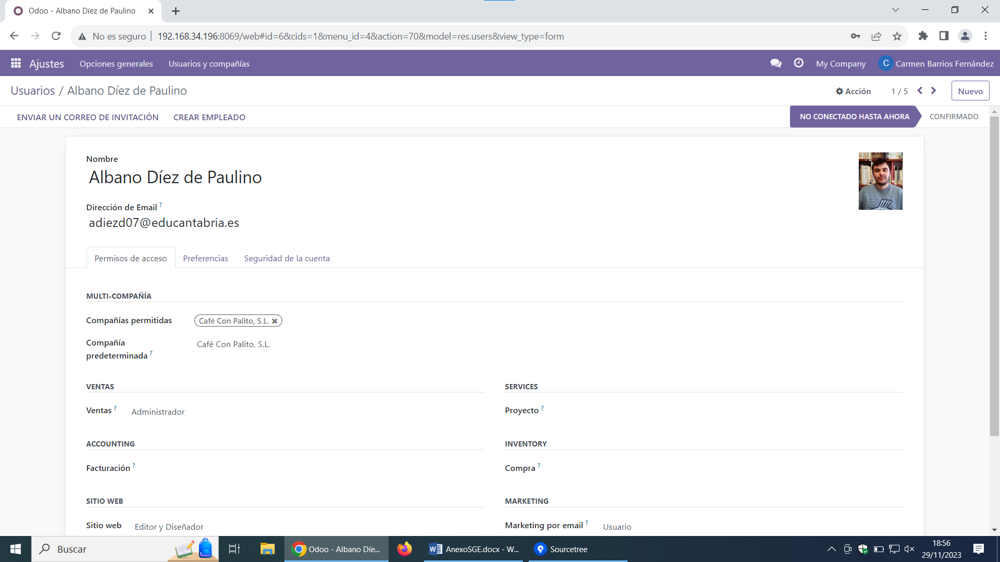 Odoo - Albano Díez de Paulino
No es seguro
192.168.34.196:8069/web#id=6&cids=1&menu_id=4&action=70&model=res.users&view_type=form
Ajustes
Opciones generales
Usuarios y compañías
My Company
C
Carmen Barrios Fernández
Usuarios / Albano Díez de Paulino
Acción
1 / 5
Nuevo
ENVIAR UN CORREO DE INVITACIÓN
CREAR EMPLEADO
NO CONECTADO HASTA AHORA
CONFIRMADO
Nombre
Albano Díez de Paulino
Dirección de Email ?
adiezd07@educantabria.es
Permisos de acceso
Preferencias
Seguridad de la cuenta
MULTI-COMPAÑÍA
Compañías permitidas
Café Con Palito, S.L.
Compañía
predeterminada ?
Café Con Palito, S.L.
VENTAS
SERVICES
Ventas ?
Administrador
Proyecto ?
ACCOUNTING
INVENTORY
Facturación ?
Compra ?
SITIO WEB
MARKETING
Sitio web
Editor y Diseñador
Marketing por email ?
Usuario
Buscar
Odoo - Albano Díe...
AnexoSGE.docx - W...
Sourcetree
18:56
29/11/2023